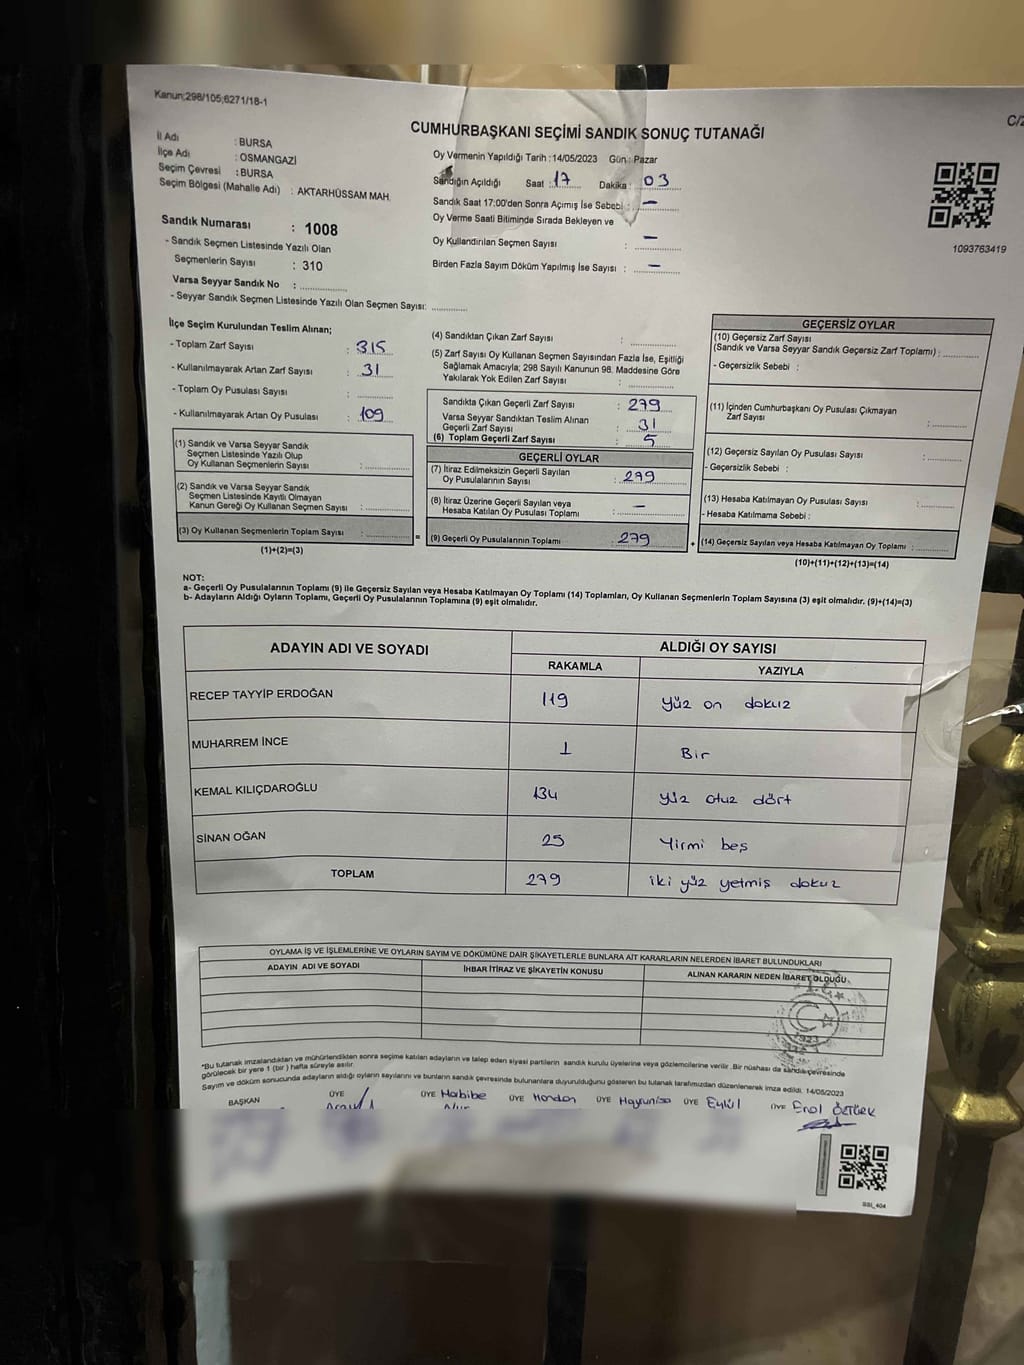 Kanun;298/105;6271/18-1
C/2
CUMHURBAŞKANI SEÇİMİ SANDIK SONUÇ TUTANAĞI
İl Adı : BURSA
İlçe Adı : OSMANGAZİ
Seçim Çevresi : BURSA
Seçim Bölgesi (Mahalle Adı) : AKTARHÜSSAM MAH.
Sandık Numarası : 1008
- Sandık Seçmen Listesinde Yazılı Olan
Seçmenlerin Sayısı : 310
Varsa Seyyar Sandık No :
- Seyyar Sandık Seçmen Listesinde Yazılı Olan Seçmen Sayısı:
Oy Vermenin Yapıldığı Tarih : 14/05/2023 Gün : Pazar
Sandığın Açıldığı Saat : 17 Dakika : 03
Sandık Saat 17:00'den Sonra Açımış İse Sebebi : —
Oy Verme Saati Bitiminde Sırada Bekleyen ve
Oy Kullandırılan Seçmen Sayısı : —
Birden Fazla Sayım Döküm Yapılmış İse Sayısı : —
1093763419
İlçe Seçim Kurulundan Teslim Alınan;
- Toplam Zarf Sayısı : 315
- Kullanılmayarak Artan Zarf Sayısı : 31
- Toplam Oy Pusulası Sayısı :
- Kullanılmayarak Artan Oy Pusulası : 109
(1) Sandık ve Varsa Seyyar Sandık
Seçmen Listesinde Yazılı Olup
Oy Kullanan Seçmenlerin Sayısı :
(2) Sandık ve Varsa Seyyar Sandık
Seçmen Listesinde Kayıtlı Olmayan
Kanun Gereği Oy Kullanan Seçmen Sayısı :
(3) Oy Kullanan Seçmenlerin Toplam Sayısı :
(1)+(2)=(3)
(4) Sandıktan Çıkan Zarf Sayısı :
(5) Zarf Sayısı Oy Kullanan Seçmen Sayısından Fazla İse, Eşitliği
Sağlamak Amacıyla; 298 Sayılı Kanunun 98. Maddesine Göre
Yakılarak Yok Edilen Zarf Sayısı :
Sandıkta Çıkan Geçerli Zarf Sayısı : 279
Varsa Seyyar Sandıktan Teslim Alınan
Geçerli Zarf Sayısı : 31
(6) Toplam Geçerli Zarf Sayısı : 5
GEÇERLİ OYLAR
(7) İtiraz Edilmeksizin Geçerli Sayılan
Oy Pusulalarının Sayısı : 279
(8) İtiraz Üzerine Geçerli Sayılan veya
Hesaba Katılan Oy Pusulası Toplamı : —
= (9) Geçerli Oy Pusulalarının Toplamı : 279 +
GEÇERSİZ OYLAR
(10) Geçersiz Zarf Sayısı
(Sandık ve Varsa Seyyar Sandık Geçersiz Zarf Toplamı) :
- Geçersizlik Sebebi :
(11) İçinden Cumhurbaşkanı Oy Pusulası Çıkmayan
Zarf Sayısı :
(12) Geçersiz Sayılan Oy Pusulası Sayısı :
- Geçersizlik Sebebi :
(13) Hesaba Katılmayan Oy Pusulası Sayısı :
- Hesaba Katılmama Sebebi :
(14) Geçersiz Sayılan veya Hesaba Katılmayan Oy Toplamı :
(10)+(11)+(12)+(13)=(14)
NOT:
a- Geçerli Oy Pusulalarının Toplamı (9) ile Geçersiz Sayılan veya Hesaba Katılmayan Oy Toplamı (14) Toplamları, Oy Kullanan Seçmenlerin Toplam Sayısına (3) eşit olmalıdır. (9)+(14)=(3)
b- Adayların Aldığı Oyların Toplamı, Geçerli Oy Pusulalarının Toplamına (9) eşit olmalıdır.
ADAYIN ADI VE SOYADI ALDIĞI OY SAYISI
RAKAMLA YAZIYLA
RECEP TAYYİP ERDOĞAN 119 yüz on dokuz
MUHARREM İNCE 1 Bir
KEMAL KILIÇDAROĞLU 134 yüz otuz dört
SİNAN OĞAN 25 Yirmi beş
TOPLAM 279 iki yüz yetmiş dokuz
OYLAMA İŞ VE İŞLEMLERİNE VE OYLARIN SAYIM VE DÖKÜMÜNE DAİR ŞİKAYETLERLE BUNLARA AİT KARARLARIN NELERDEN İBARET BULUNDUKLARI
ADAYIN ADI VE SOYADI İHBAR İTİRAZ VE ŞİKAYETİN KONUSU ALINAN KARARIN NEDEN İBARET OLDUĞU
*Bu tutanak imzalandıktan ve mühürlendikten sonra seçime katılan adayların ve talep eden siyasi partilerin sandık kurulu üyelerine veya gözlemcilerine verilir. Bir nüshası da sandık çevresinde
görülecek bir yere 1 (bir) hafta süreyle asılır.
Sayım ve döküm sonucunda adayların aldığı oyların sayılarını ve bunların sandık çevresinde bulunanlara duyurulduğunu gösteren bu tutanak tarafımızdan düzenlenerek imza edildi. 14/05/2023
BAŞKAN ÜYE ÜYE Habibe ÜYE ÜYE Hayrunisa ÜYE Eylül ÜYE Erol ÖZTÜRK
Nur
SSI_404